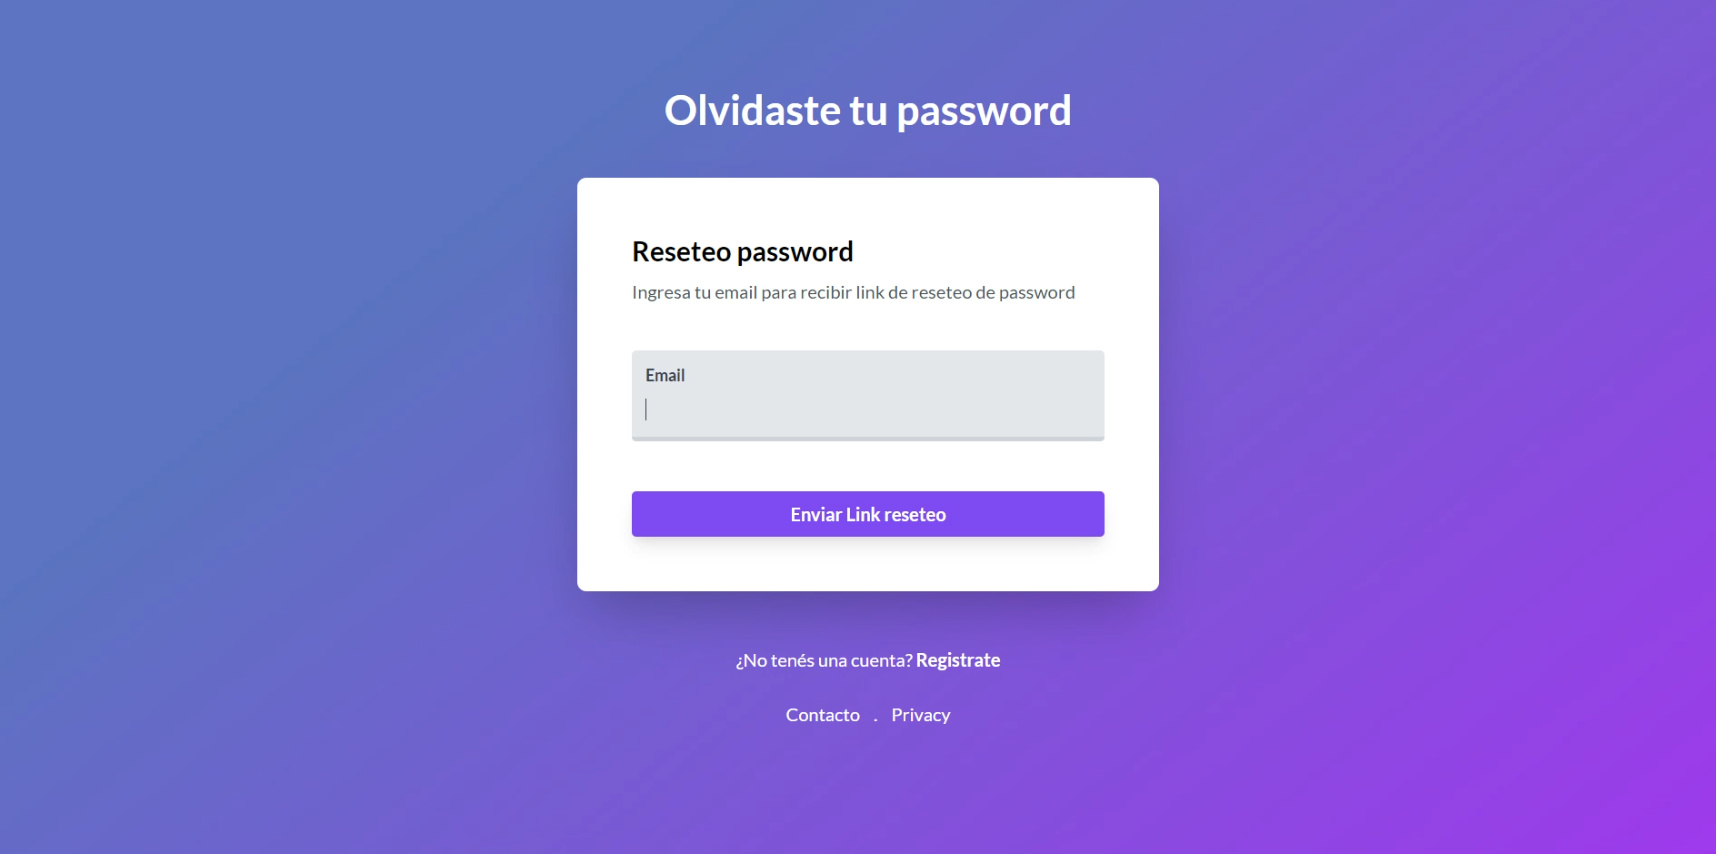 Olvidaste tu password
Reseteo password
Ingresa tu email para recibir link de reseteo de password
Email
Enviar Link reseteo
¿No tenés una cuenta? Registrate
Contacto . Privacy